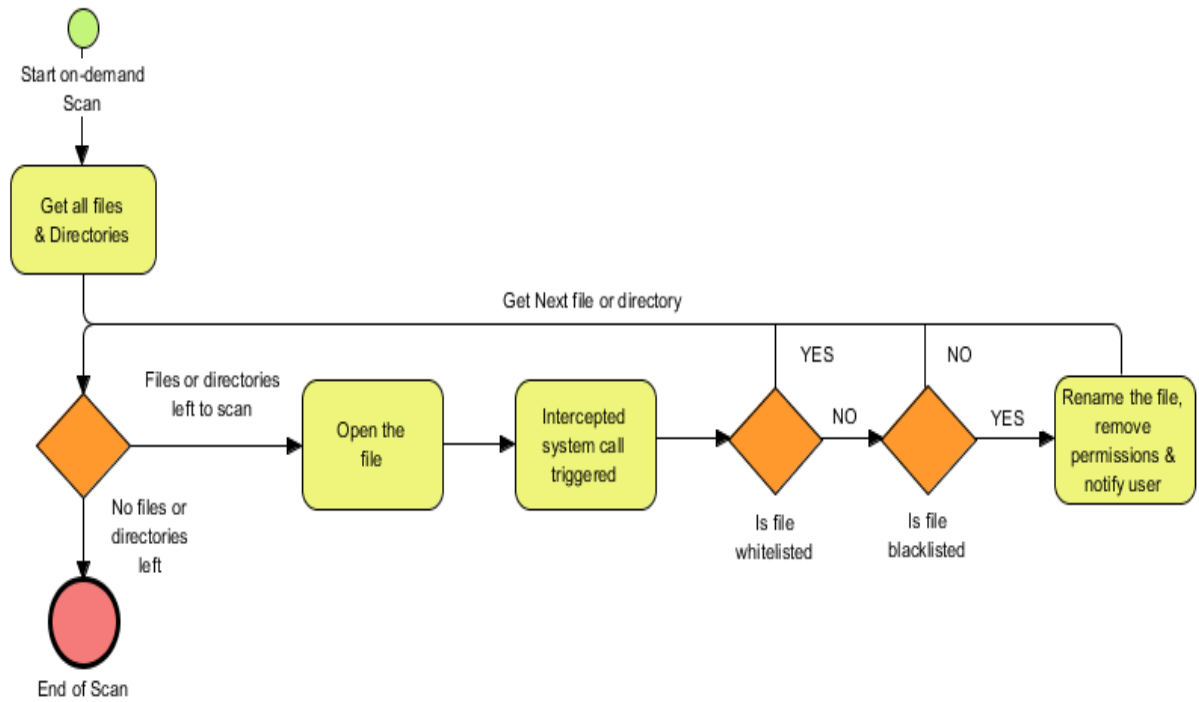 Start on-demand
Scan
Get all files
& Directories
Get Next file or directory
Files or directories
left to scan
Open the
file
Intercepted
system call
triggered
YES
NO
NO
YES
Rename the file,
remove
permissions &
notify user
Is file
whitelisted
Is file
blacklisted
No files or
directories
left
End of Scan